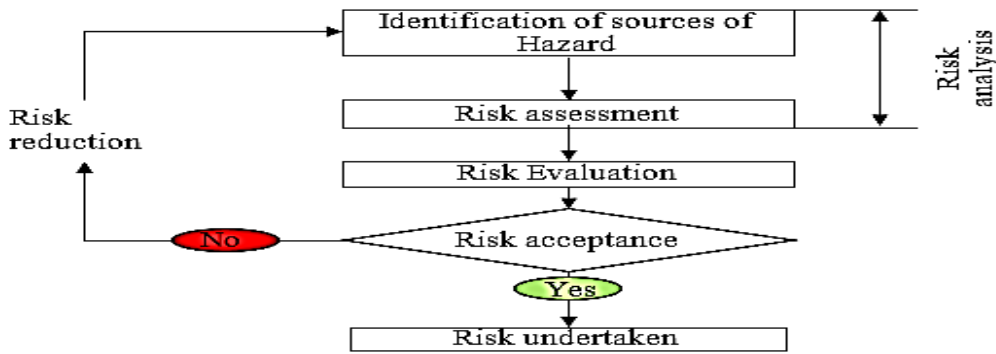 Identification of sources of
Hazard
Risk
analysis
Risk assessment
Risk
reduction
Risk Evaluation
Risk acceptance
No
Yes
Risk undertaken